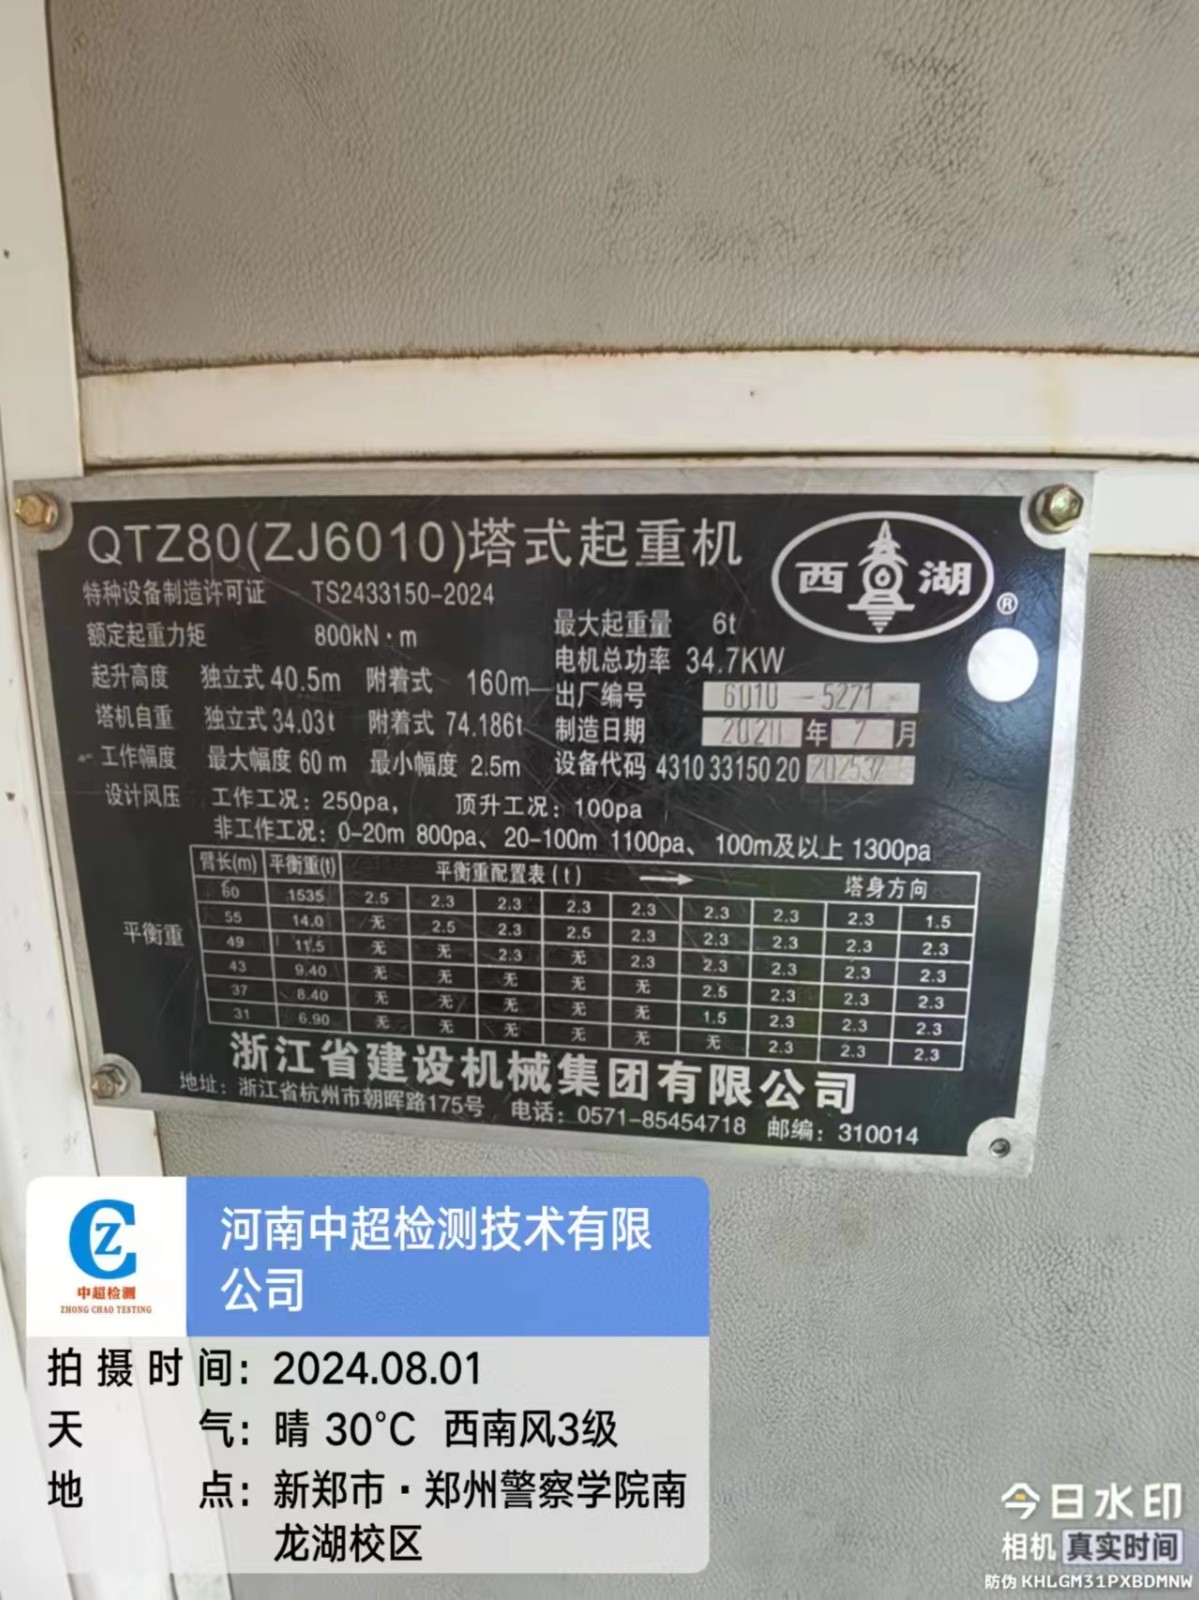 QTZ80(ZJ6010)塔式起重机
西湖®
特种设备制造许可证 TS2433150-2024
额定起重力矩 800kN·m
最大起重量 6t
电机总功率 34.7KW
起升高度 独立式 40.5m 附着式 160m
出厂编号 6010-5271
塔机自重 独立式 34.03t 附着式 74.186t
制造日期 2020年7月
工作幅度 最大幅度 60m 最小幅度 2.5m
设备代码 4310 33150 20
设计风压 工作工况：250pa， 顶升工况：100pa
非工作工况：0-20m 800pa、20-100m 1100pa、100m及以上 1300pa
平衡重
臂长(m) 平衡重(t) 平衡重配置表(t) → 塔身方向
60 1535 2.5 2.3 2.3 2.3 2.3 2.3 2.3 2.3 1.5
55 14.0 无 2.5 2.3 2.5 2.3 2.3 2.3 2.3 2.3
49 11.5 无 无 2.3 无 2.3 2.3 2.3 2.3 2.3
43 9.40 无 无 无 无 无 2.5 2.3 2.3 2.3
37 8.40 无 无 无 无 无 1.5 2.3 2.3 2.3
31 6.90 无 无 无 无 无 无 2.3 2.3 2.3
浙江省建设机械集团有限公司
地址：浙江省杭州市朝晖路175号 电话：0571-85454718 邮编：310014
CZ
中超检测
ZHONG CHAO TESTING
河南中超检测技术有限
公司
拍摄时间：2024.08.01
天气：晴 30℃ 西南风3级
地点：新郑市·郑州警察学院南
龙湖校区
今日水印
相机 真实时间
防伪 KHLGM31PXBDMNW